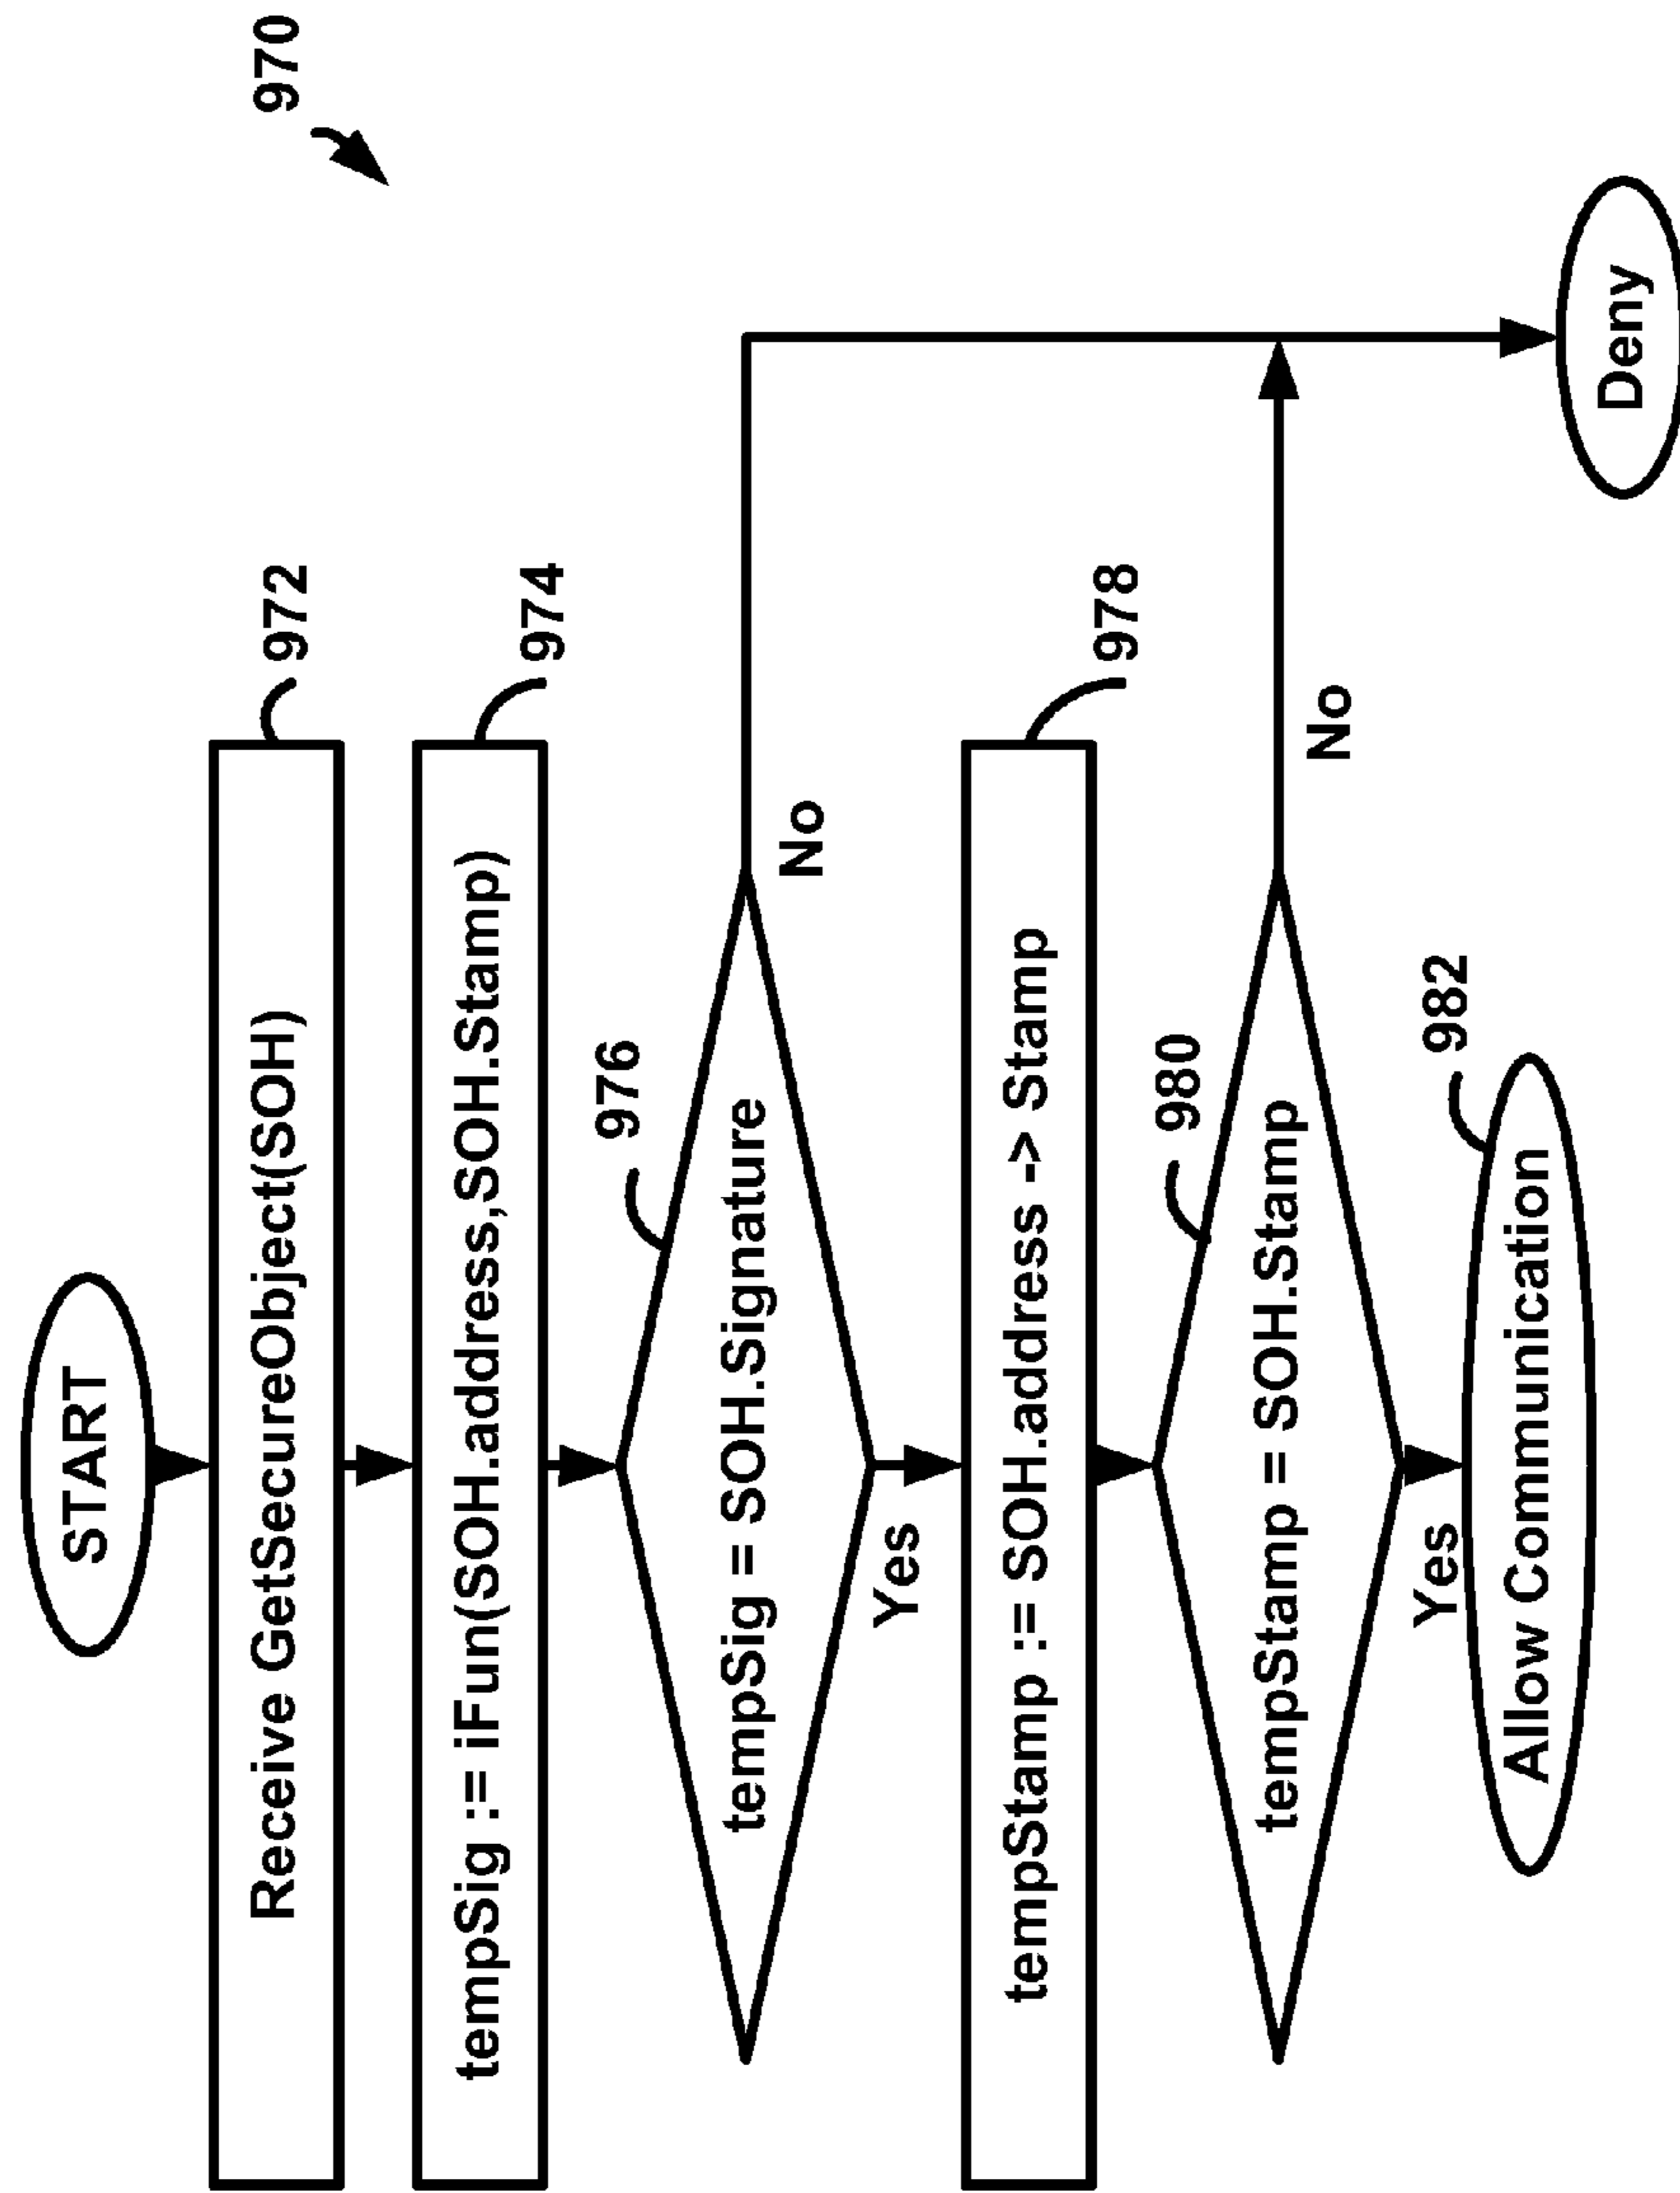 970
START
Receive GetSecureObject(SOH)
972
tempSig := iFun(SOH.address,SOH.Stamp)
974
976
tempSig = SOH.Signature
No
Yes
978
tempStamp := SOH.address -> Stamp
980
tempStamp = SOH.Stamp
No
Yes
982
Allow Communication
Deny